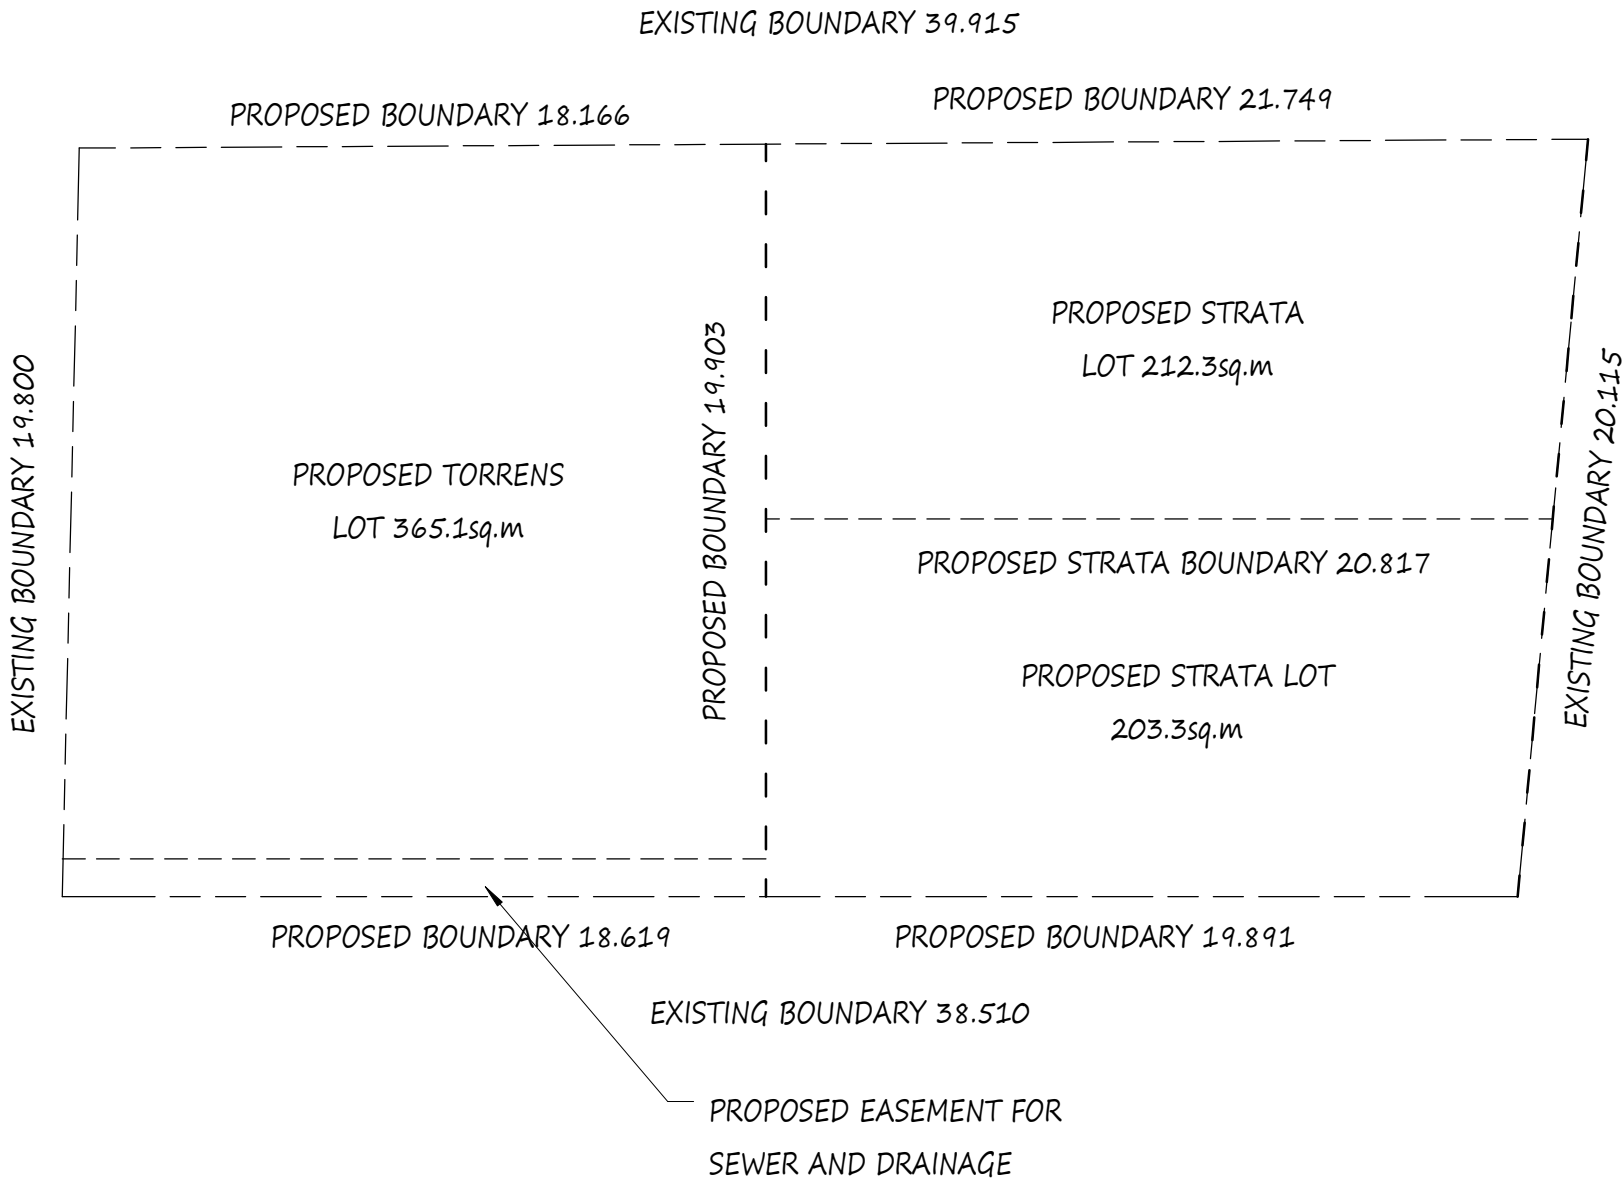 EXISTING BOUNDARY 39.915
PROPOSED BOUNDARY 18.166
PROPOSED BOUNDARY 21.749
EXISTING BOUNDARY 19.800
PROPOSED TORRENS
LOT 365.1sq.m
PROPOSED BOUNDARY 19.903
PROPOSED STRATA
LOT 212.3sq.m
EXISTING BOUNDARY 20.115
PROPOSED STRATA BOUNDARY 20.817
PROPOSED STRATA LOT
203.3sq.m
PROPOSED BOUNDARY 18.619
PROPOSED BOUNDARY 19.891
EXISTING BOUNDARY 38.510
PROPOSED EASEMENT FOR
SEWER AND DRAINAGE